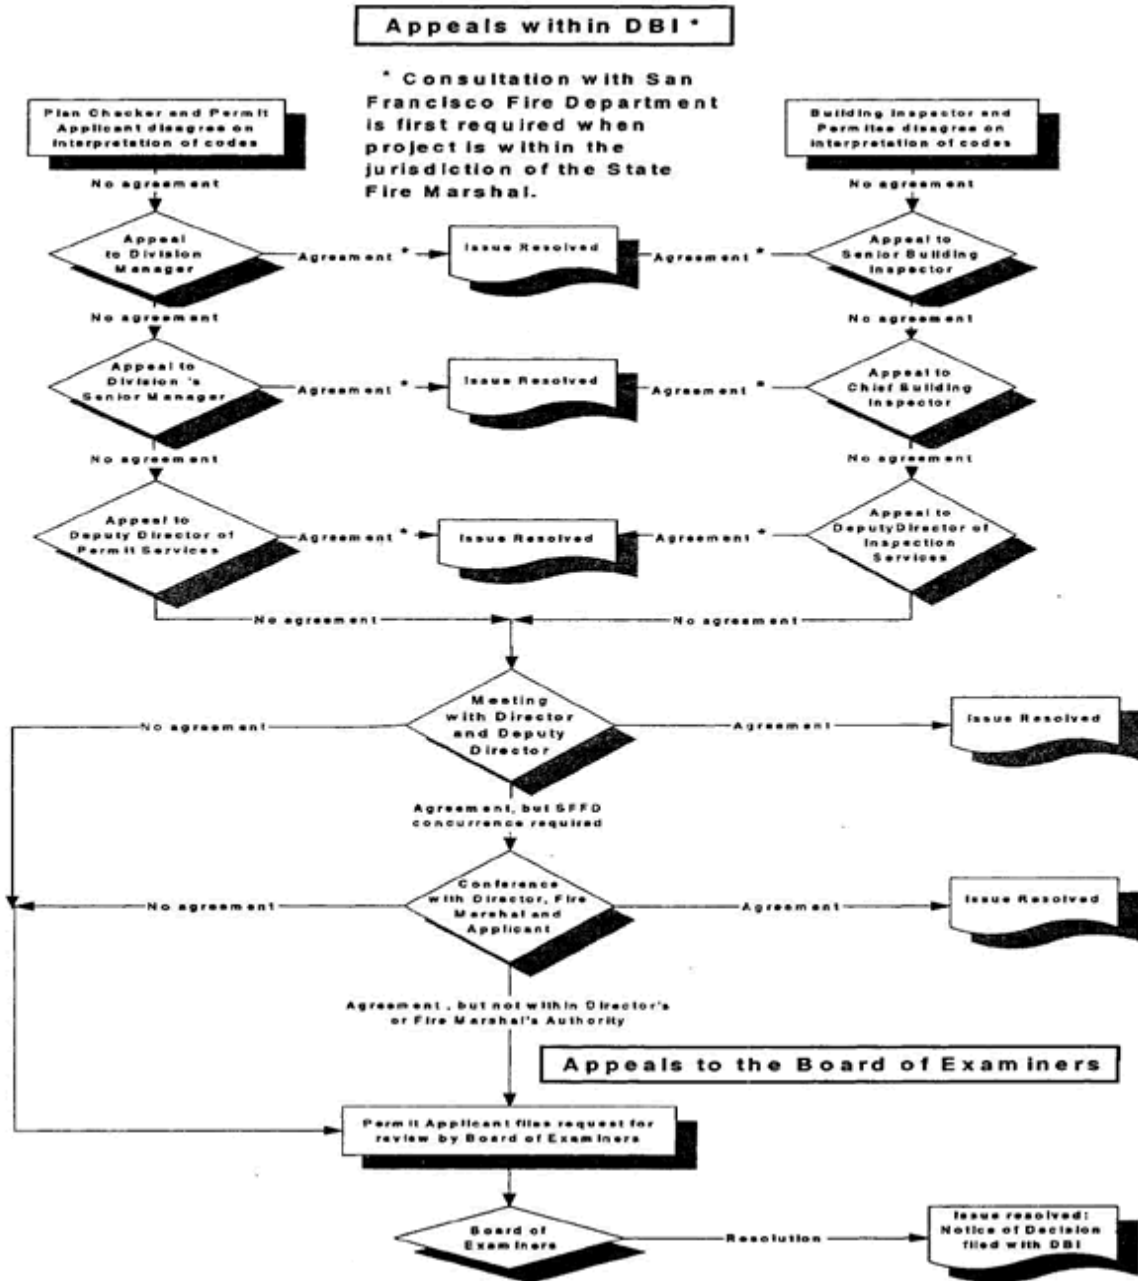 Appeals within DBI *
* Consultation with San
Francisco Fire Department
is first required when
project is within the
jurisdiction of the State
Fire Marshal.
Plan Checker and Permit
Applicant disagree on
interpretation of codes
Building Inspector and
Permitee disagree on
interpretation of codes
No agreement
No agreement
Appeal
to Division
Manager
Agreement *
Issue Resolved
Agreement *
Appeal to
Senior Building
Inspector
No agreement
No agreement
Appeal to
Division 's
Senior Manager
Agreement *
Issue Resolved
Agreement *
Appeal to
Chief Building
Inspector
No agreement
No agreement
Appeal to
Deputy Director of
Permit Services
Agreement *
Issue Resolved
Agreement *
Appeal to
Deputy Director of
Inspection
Services
No agreement
No agreement
Meeting
with Director
and Deputy
Director
No agreement
Agreement
Issue Resolved
Agreement, but SFFD
concurrence required
Conference
with Director, Fire
Marshal and
Applicant
No agreement
Agreement
Issue Resolved
Agreement , but not within Director's
or Fire Marshal's Authority
Appeals to the Board of Examiners
Permit Applicant files request for
review by Board of Examiners
Board of
Examiners
Resolution
Issue resolved:
Notice of Decision
filed with DBI